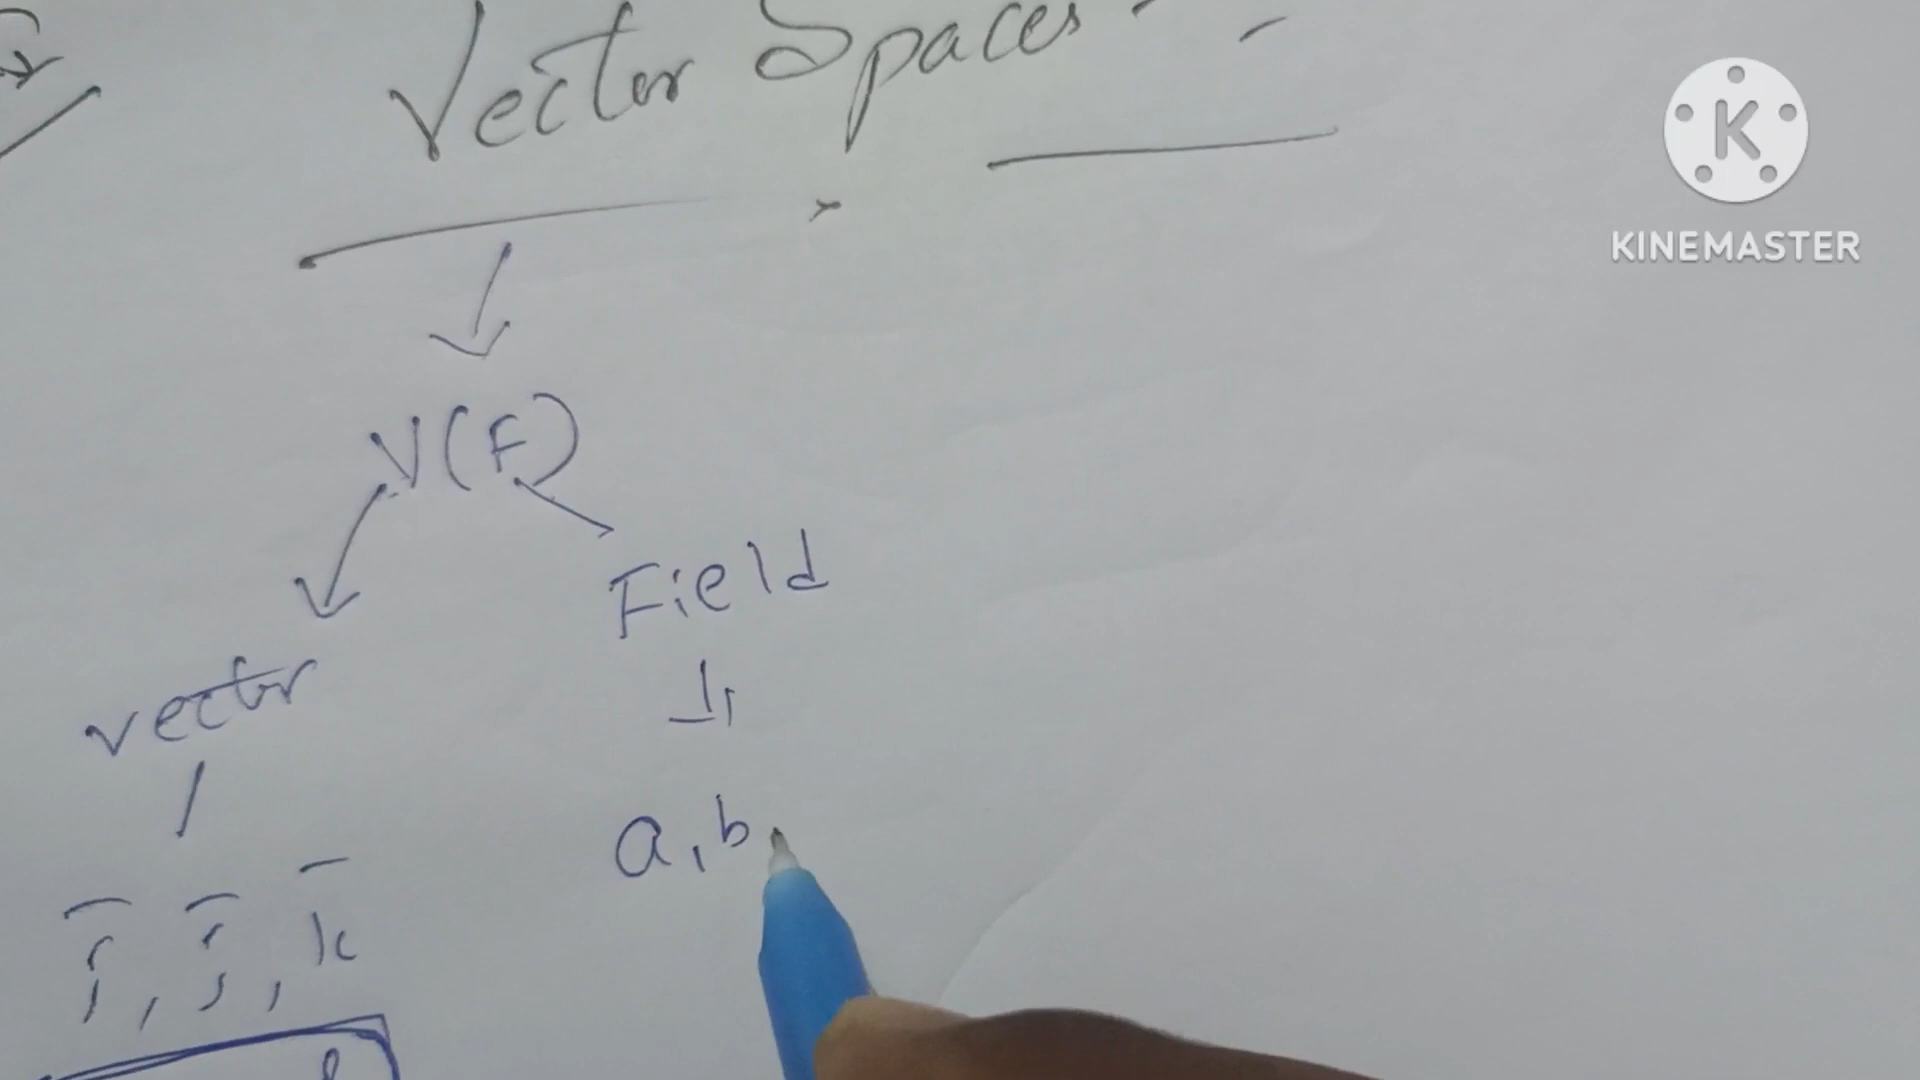 Vector Spaces
KINEMASTER
V(F)
Field
vector
a, b
i, j, k